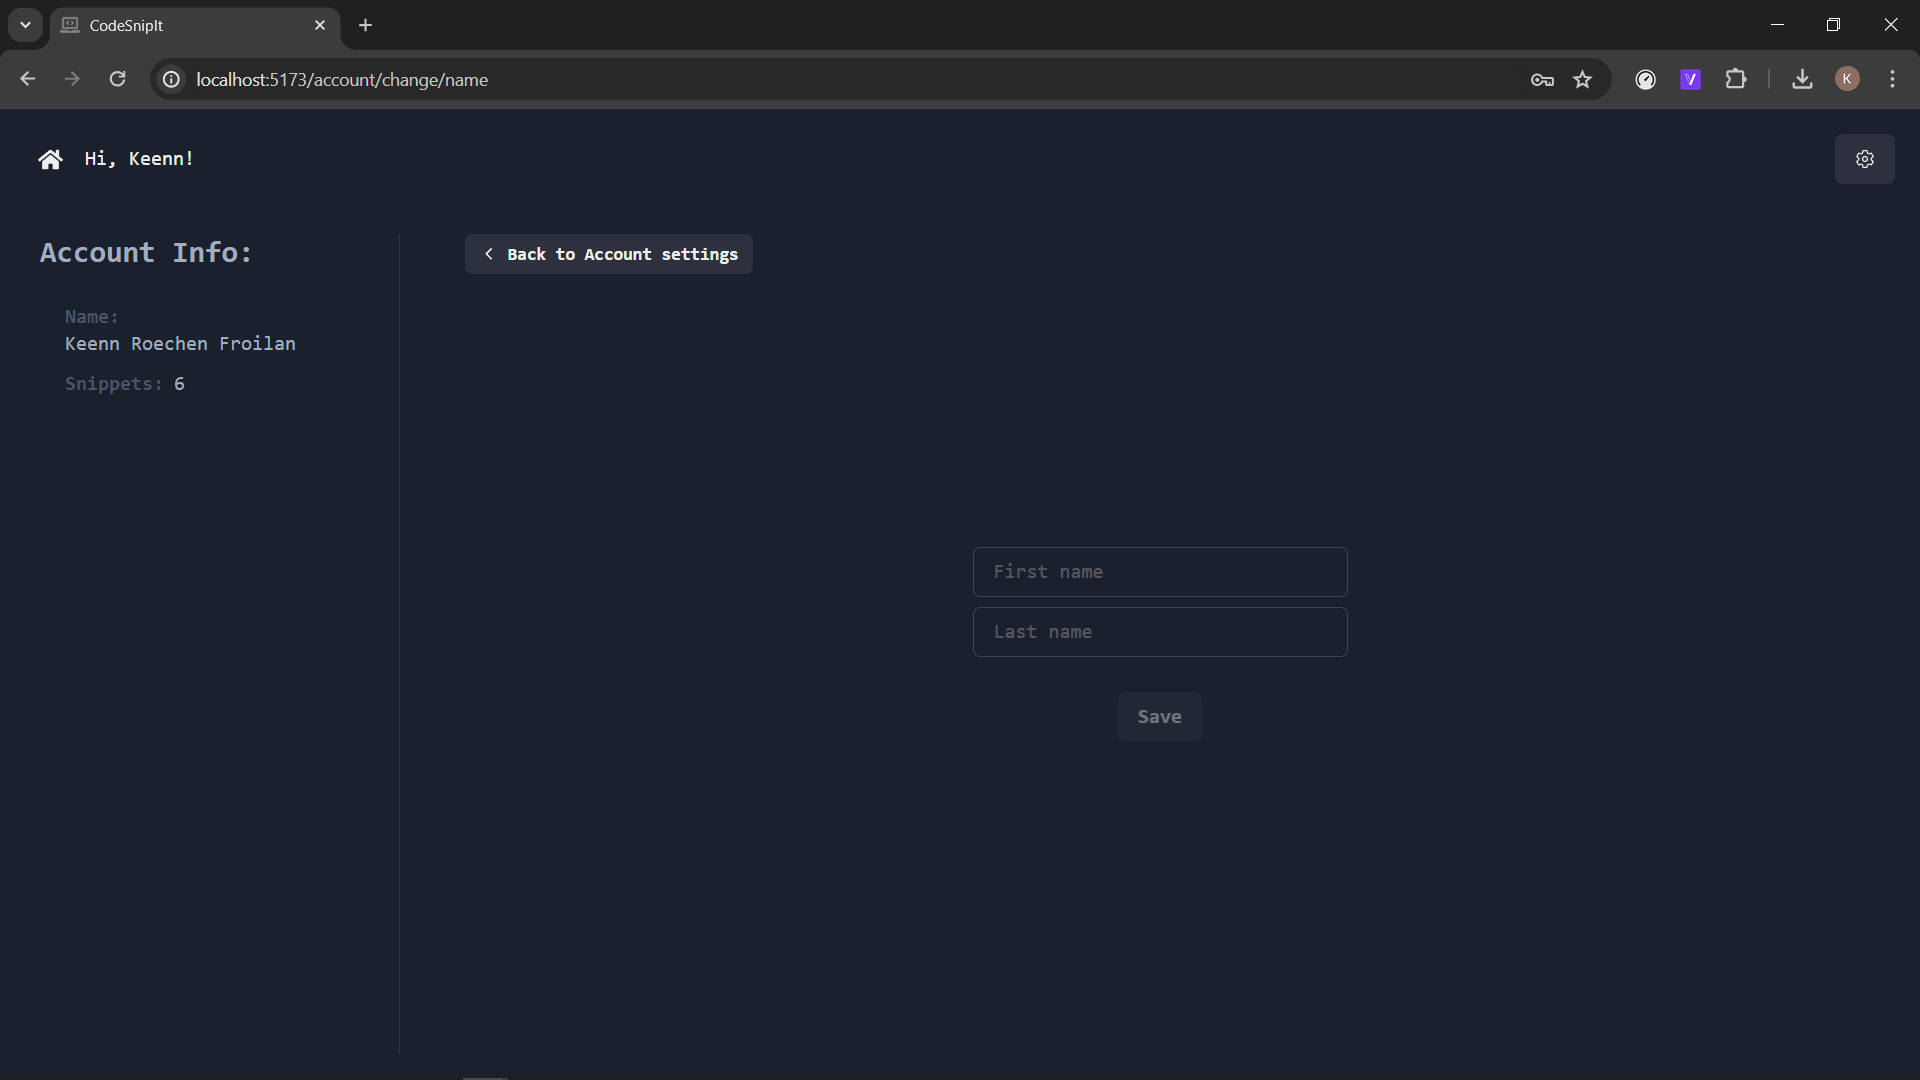 CodeSnipIt
localhost:5173/account/change/name
K
Hi, Keenn!
Account Info:
Back to Account settings
Name:
Keenn Roechen Froilan
Snippets: 6
First name
Last name
Save